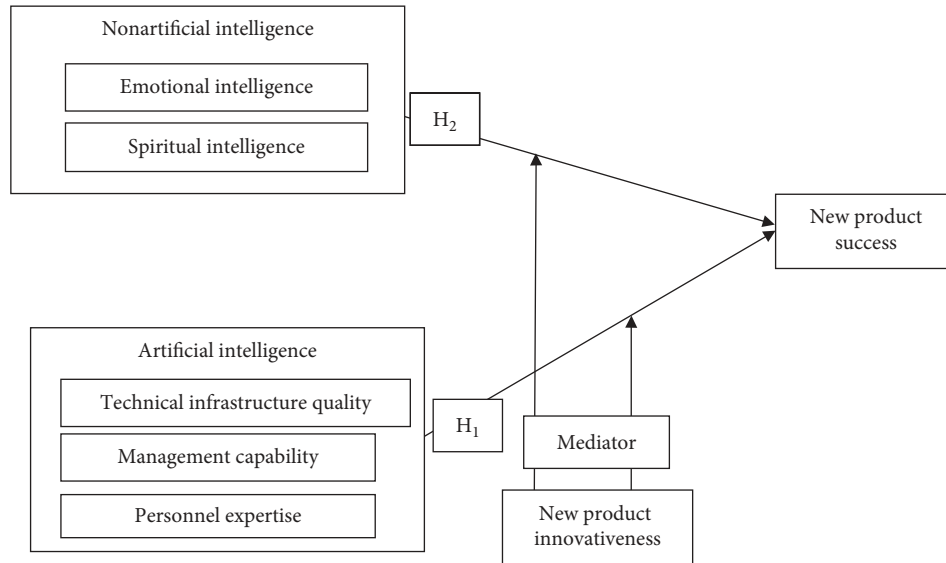 Nonartificial intelligence
Emotional intelligence
Spiritual intelligence
H2
New product
success
Artificial intelligence
Technical infrastructure quality
Management capability
Personnel expertise
H1
Mediator
New product
innovativeness